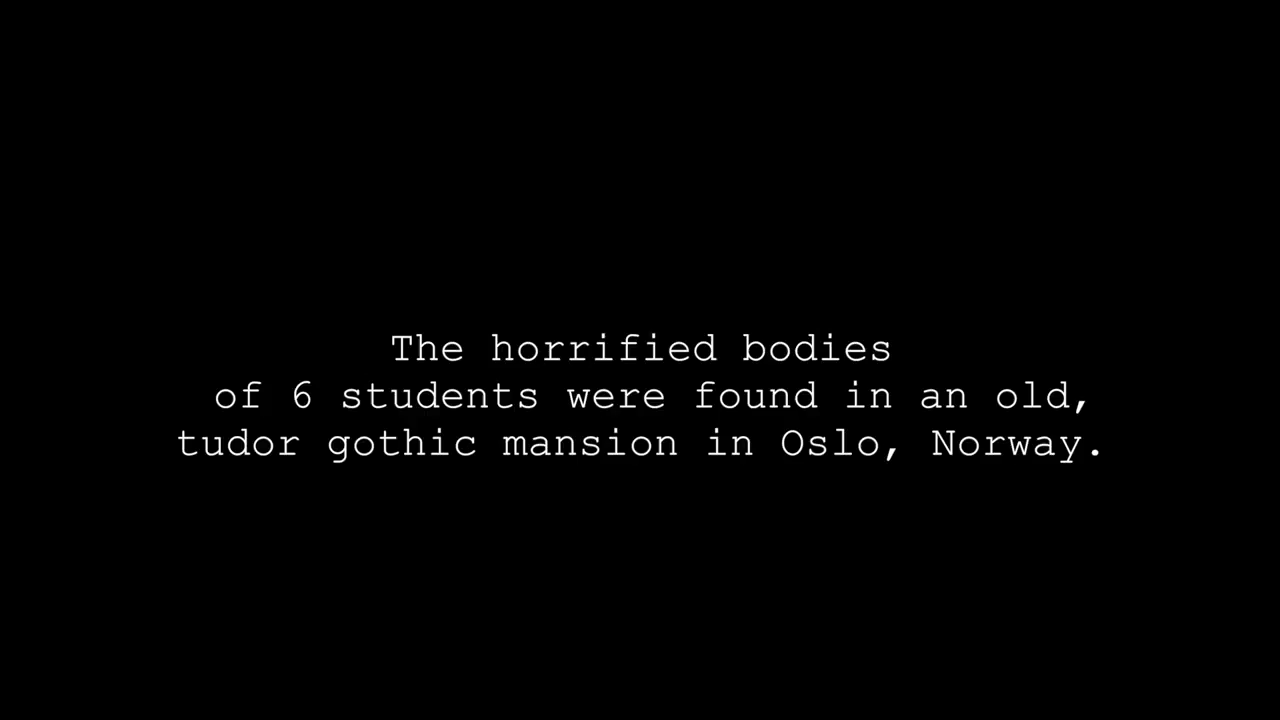 The horrified bodies
of 6 students were found in an old,
tudor gothic mansion in Oslo, Norway.